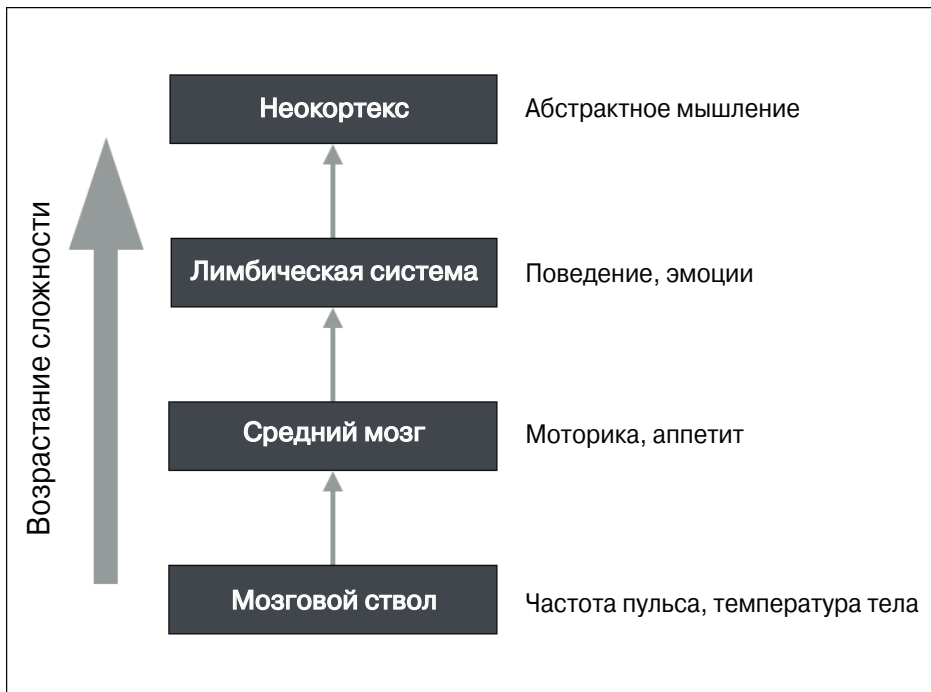 Неокортекс
Абстрактное мышление
Лимбическая система
Поведение, эмоции
Средний мозг
Моторика, аппетит
Мозговой ствол
Частота пульса, температура тела
Возрастание сложности